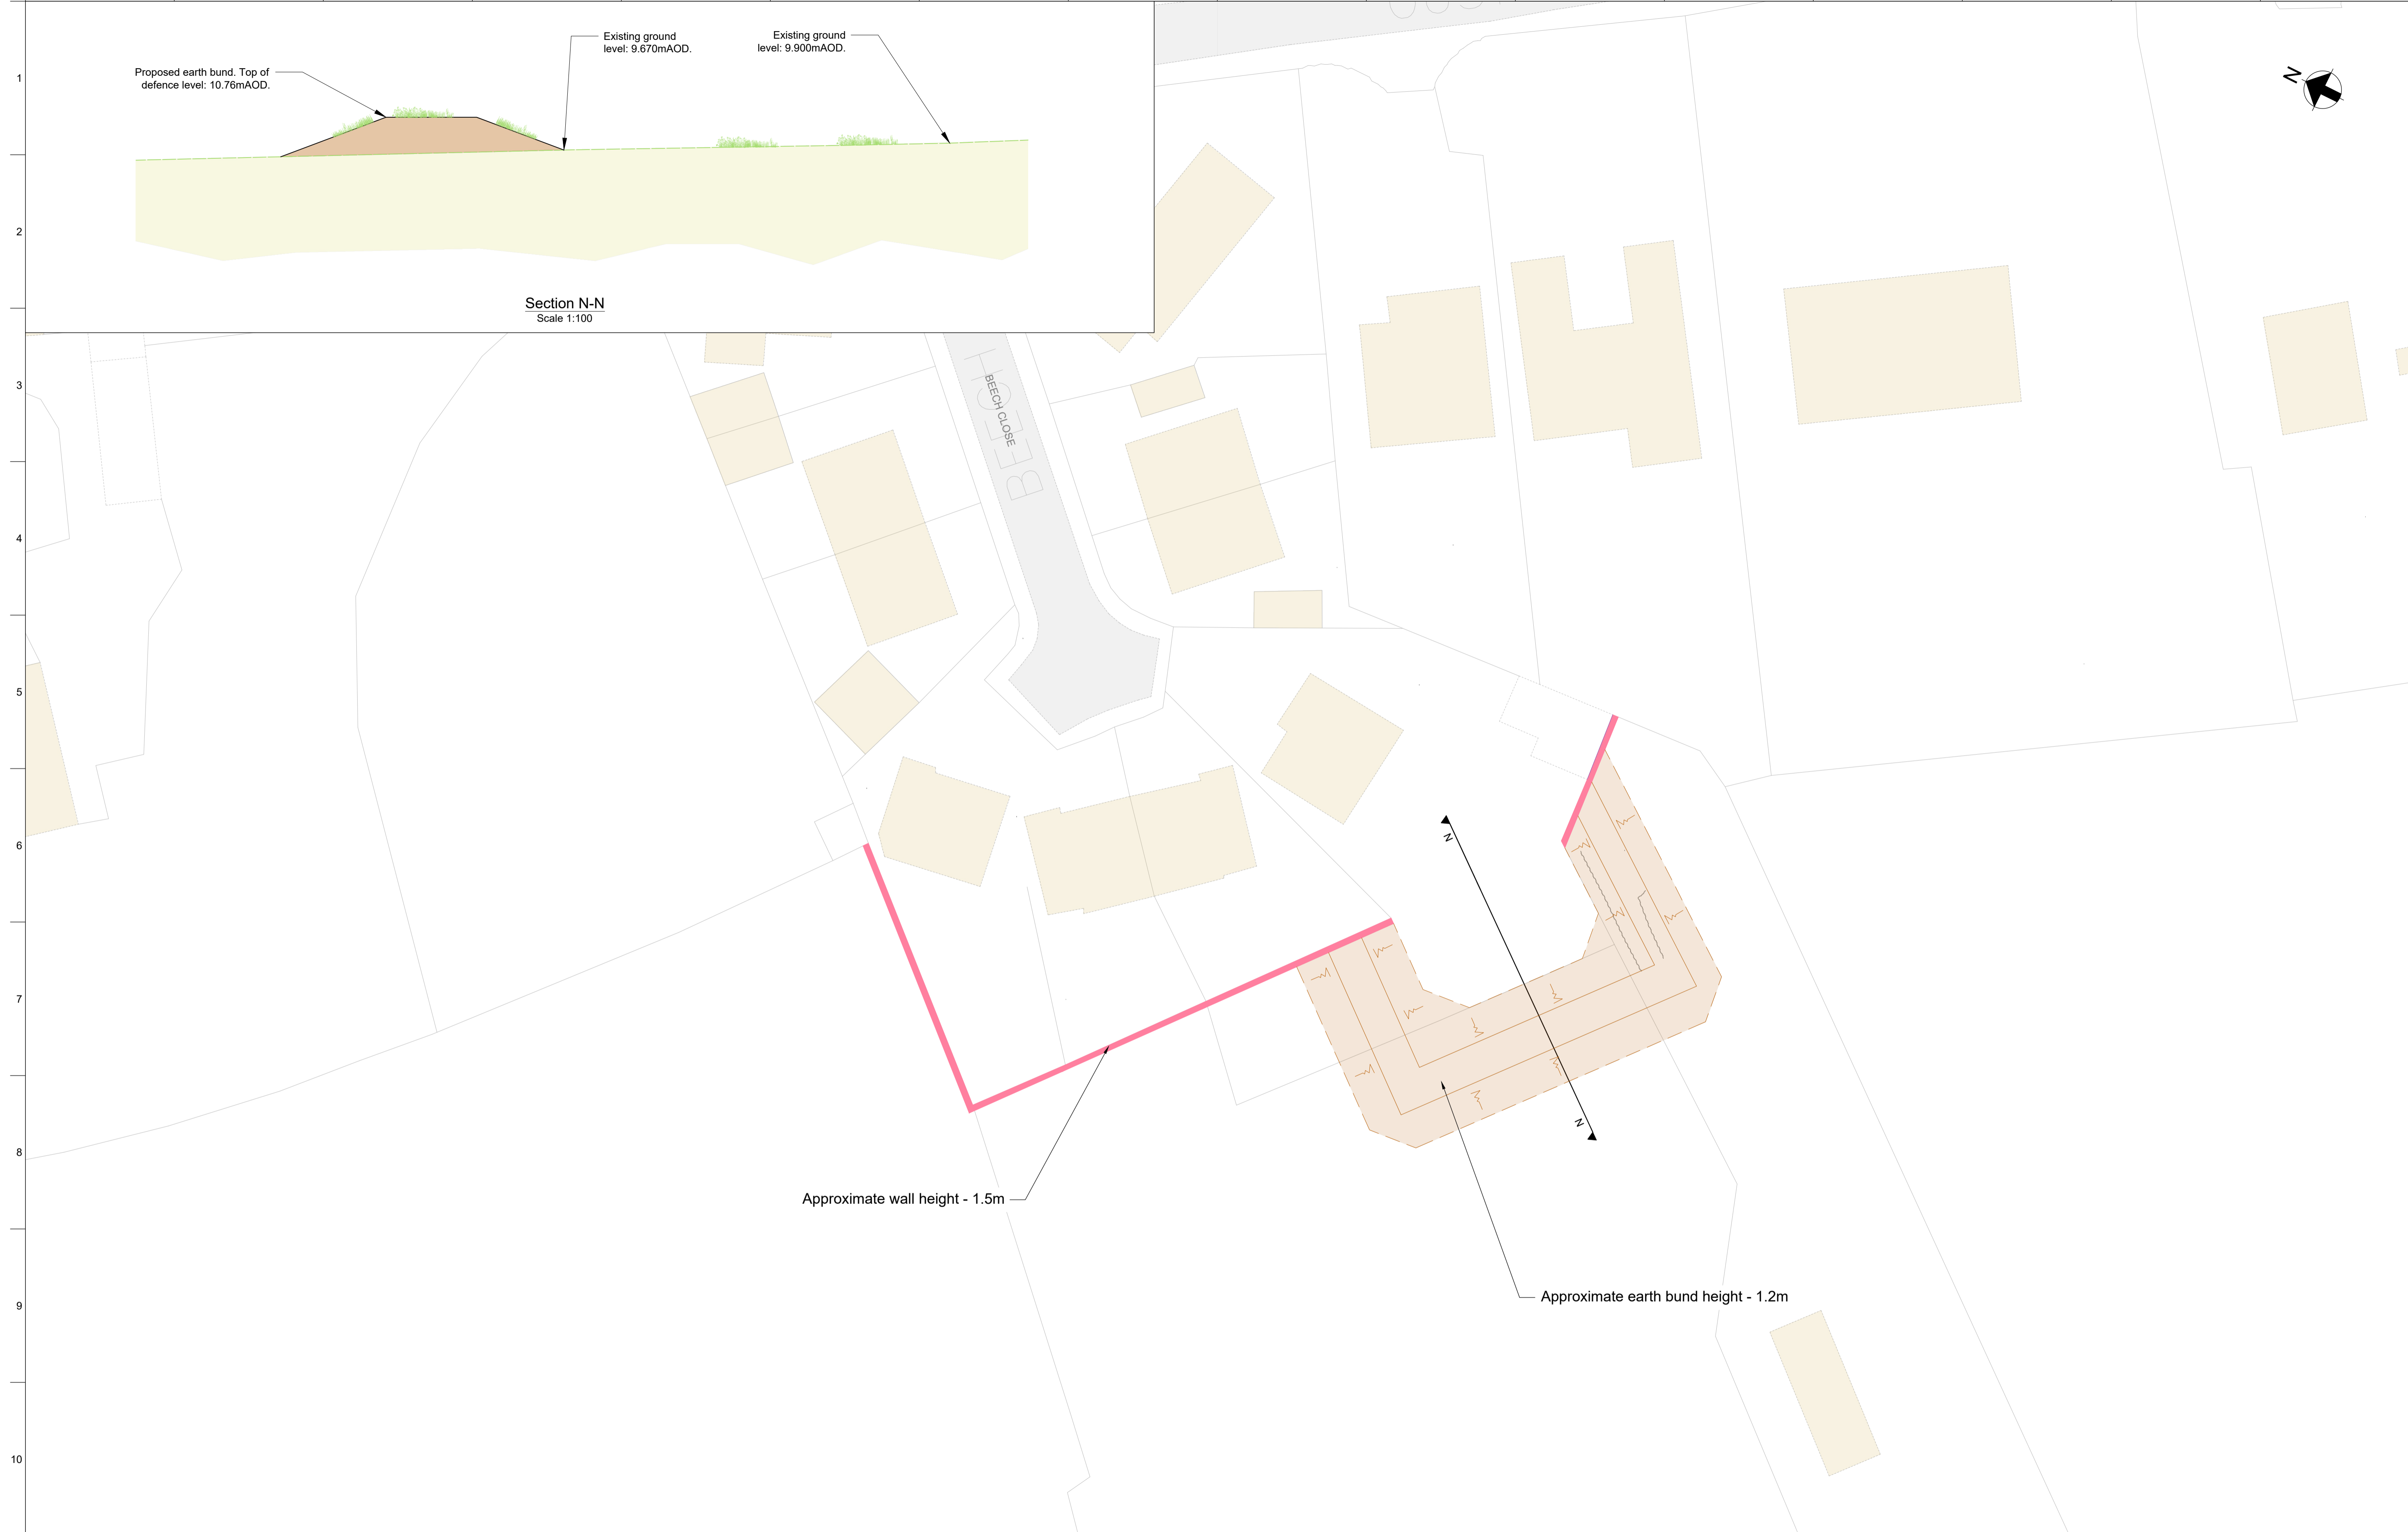 Existing ground
level: 9.670mAOD.
Existing ground
level: 9.900mAOD.
Proposed earth bund. Top of
defence level: 10.76mAOD.
Section N-N
Scale 1:100
N
1
2
3
4
5
6
7
8
9
10
BEECH
BEECH CLOSE
N
N
Approximate wall height - 1.5m
Approximate earth bund height - 1.2m